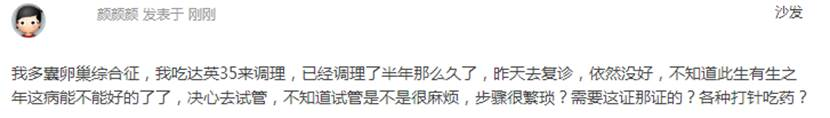 颜颜颜 发表于 刚刚 沙发
我多囊卵巢综合征，我吃达英35来调理，已经调理了半年那么久了，昨天去复诊，依然没好，不知道此生有生之
年这病能不能好的了了，决心去试管，不知道试管是不是很麻烦，步骤很繁琐？需要这证那证的？各种打针吃药？